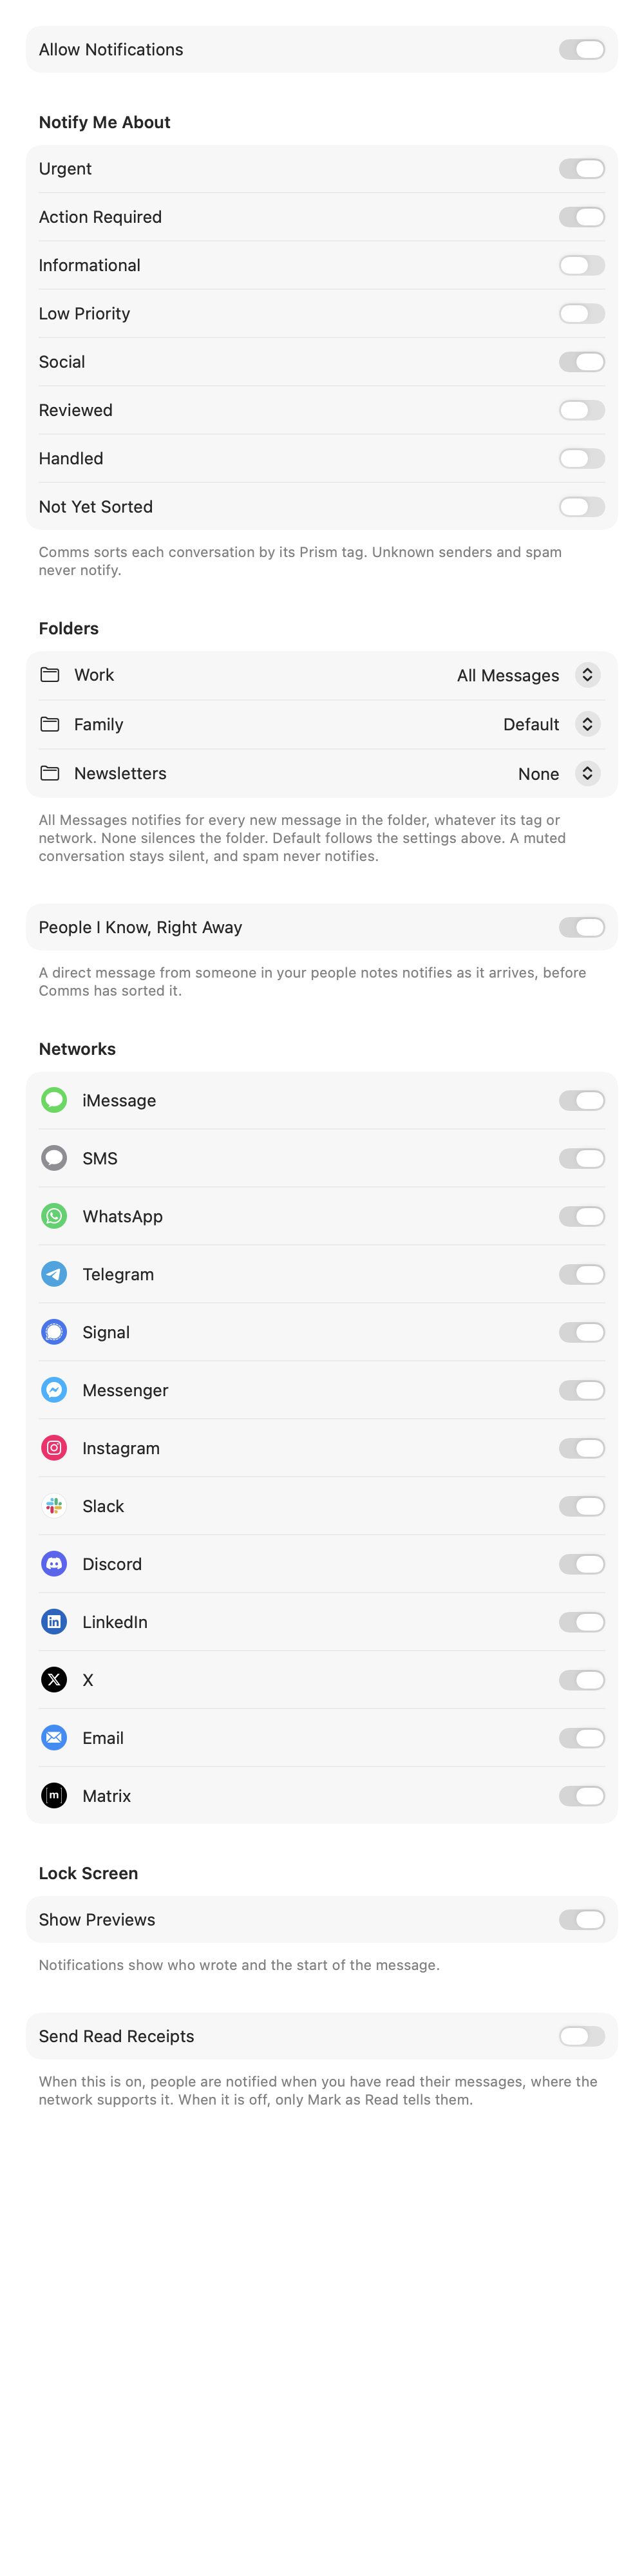 Allow Notifications
Notify Me About
Urgent
Action Required
Informational
Low Priority
Social
Reviewed
Handled
Not Yet Sorted
Comms sorts each conversation by its Prism tag. Unknown senders and spam
never notify.
Folders
Work All Messages
Family Default
Newsletters None
All Messages notifies for every new message in the folder, whatever its tag or
network. None silences the folder. Default follows the settings above. A muted
conversation stays silent, and spam never notifies.
People I Know, Right Away
A direct message from someone in your people notes notifies as it arrives, before
Comms has sorted it.
Networks
iMessage
SMS
WhatsApp
Telegram
Signal
Messenger
Instagram
Slack
Discord
in LinkedIn
X
Email
m Matrix
Lock Screen
Show Previews
Notifications show who wrote and the start of the message.
Send Read Receipts
When this is on, people are notified when you have read their messages, where the
network supports it. When it is off, only Mark as Read tells them.